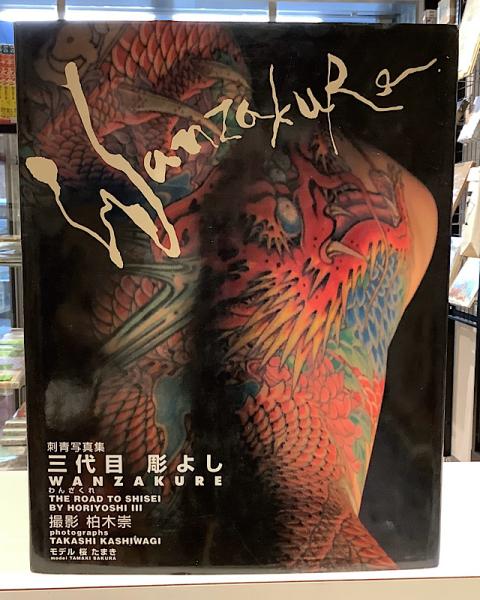 WanzakuRe
刺青写真集
三代目 彫よし
WANZAKURE
わんざくれ
THE ROAD TO SHISEI
BY HORIYOSHI III
撮影 柏木崇
photographs
TAKASHI KASHIWAGI
モデル 桜 たまき
model TAMAKI SAKURA